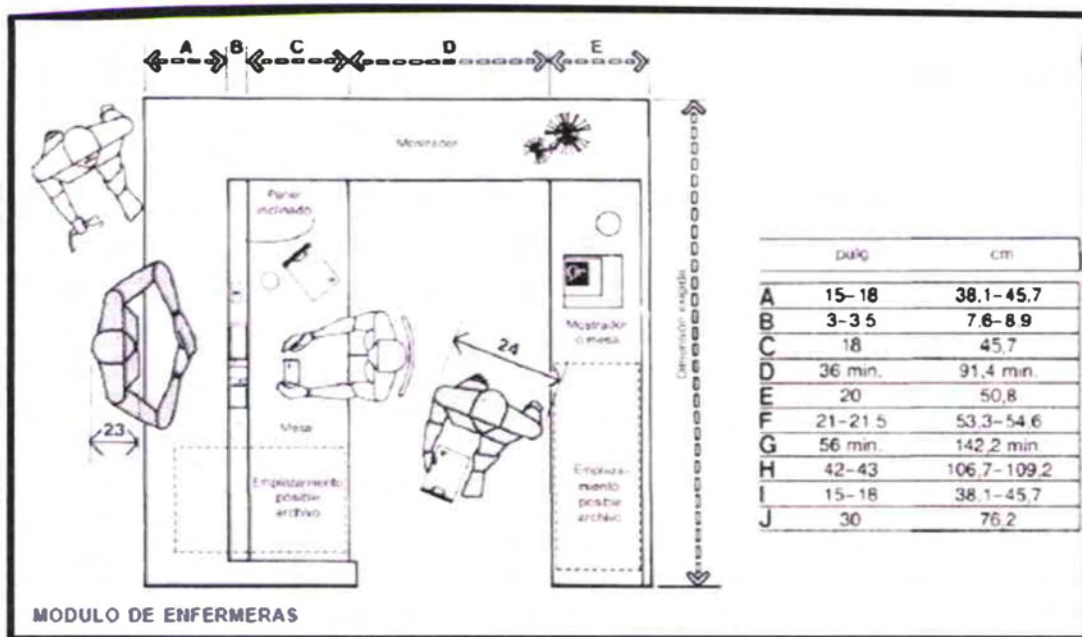 A B C D E
Mostrador
Panel
inclinado
Mostrador
o mesa
Dimensión exigida
24
23
Mesa
Emplazamiento
posible
archivo
Emplaza-
miento
posible
archivo
pulg cm
A 15-18 38.1-45.7
B 3-3.5 7.6-8.9
C 18 45,7
D 36 min. 91,4 min.
E 20 50,8
F 21-21.5 53.3-54.6
G 56 min. 142,2 min
H 42-43 106,7-109,2
I 15-18 38.1-45.7
J 30 76,2
MODULO DE ENFERMERAS